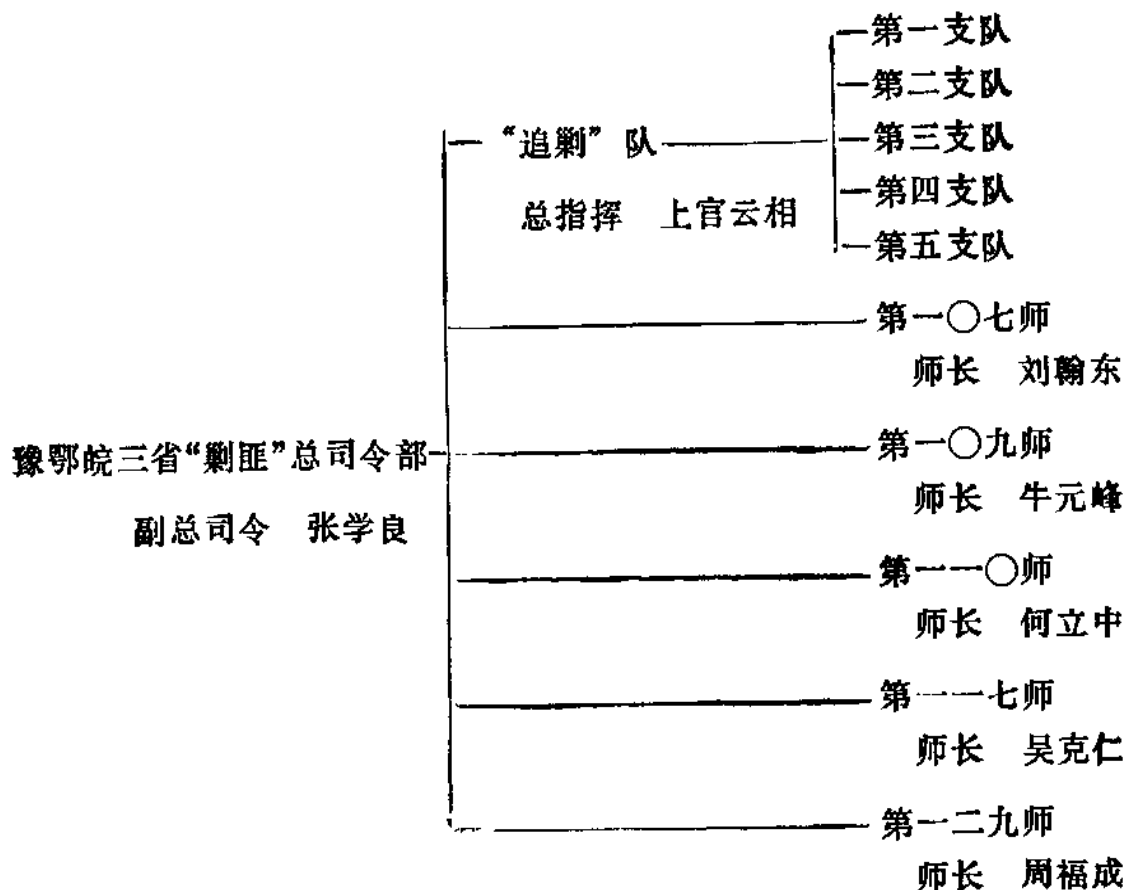 第一支队
第二支队
“追剿”队
第三支队
第四支队
总指挥　上官云相
第五支队
第一〇七师
师长　刘翰东
豫鄂皖三省“剿匪”总司令部
副总司令　张学良
第一〇九师
师长　牛元峰
第一一〇师
师长　何立中
第一一七师
师长　吴克仁
第一二九师
师长　周福成